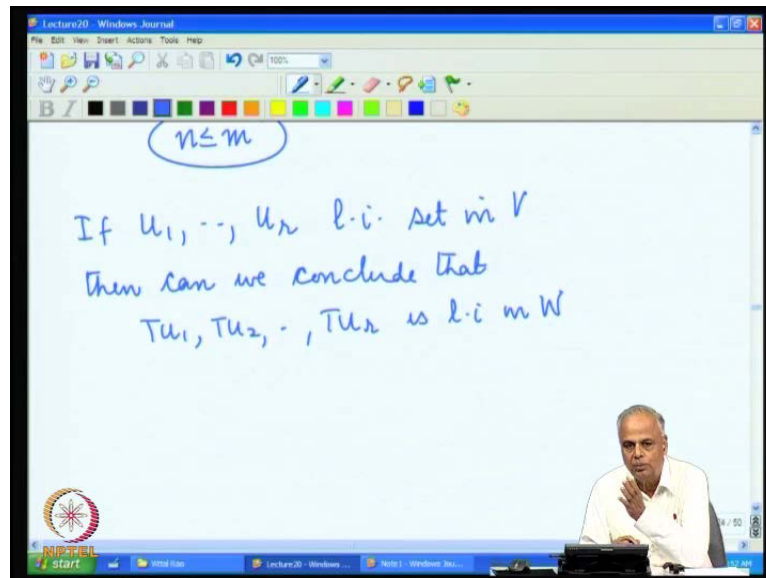 Lecture20 - Windows Journal
File Edit View Insert Actions Tools Help
100%
B I
n≤m
If u1, --, ur l.i. set in V
then can we conclude that
Tu1, Tu2, -, Tur is l.i in W
NPTEL
start Vittal Rao Lecture20 - Windows ... Note1 - Windows Jou...